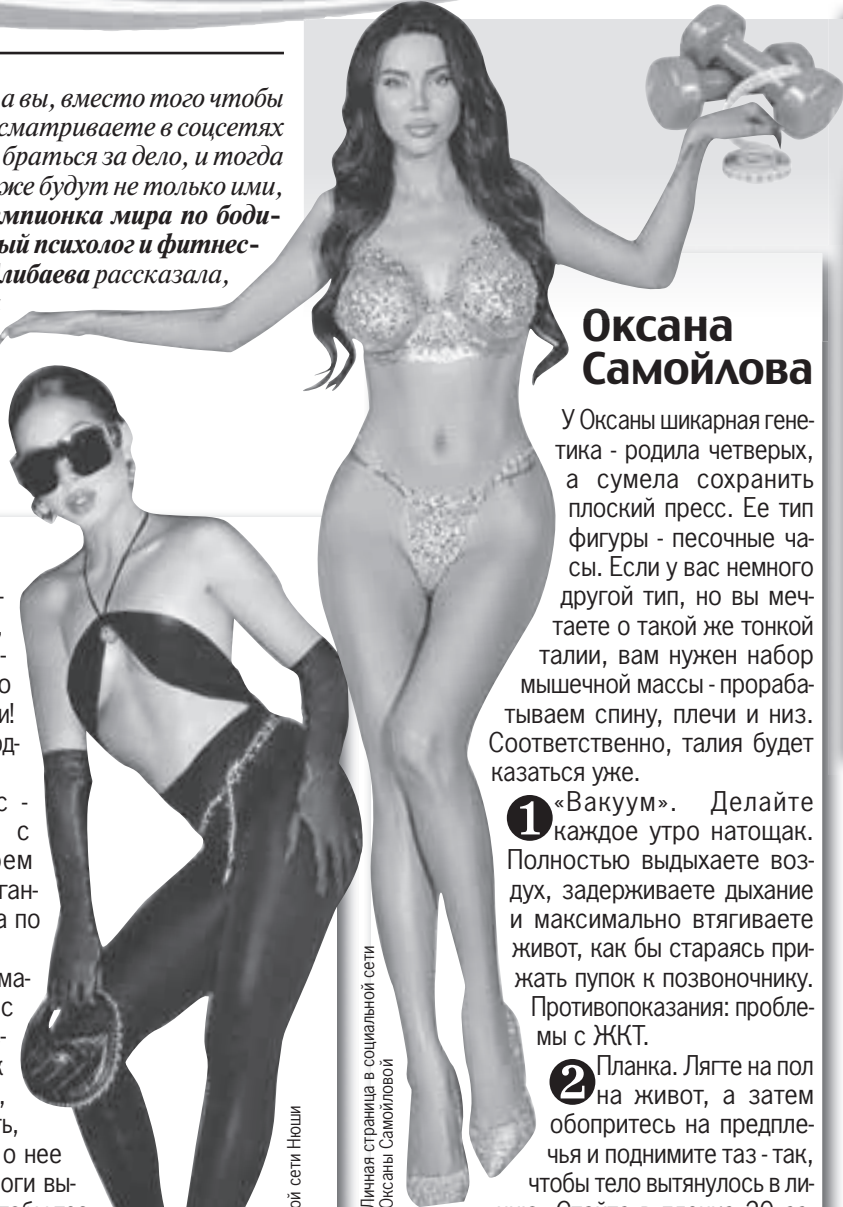 а вы, вместо того чтобы
сматриваете в соцсетях
браться за дело, и тогда
же будут не только ими,
мпионка мира по боди-
ый психолог и фитнес-
либаева рассказала,
Оксана
Самойлова
У Оксаны шикарная гене-
тика - родила четверых,
а сумела сохранить
плоский пресс. Ее тип
фигуры - песочные ча-
сы. Если у вас немного
другой тип, но вы меч-
таете о такой же тонкой
талии, вам нужен набор
мышечной массы - прораба-
тываем спину, плечи и низ.
Соответственно, талия будет
казаться уже.
1 «Вакуум». Делайте
каждое утро натощак.
Полностью выдыхаете воз-
дух, задерживаете дыхание
и максимально втягиваете
живот, как бы стараясь при-
жать пупок к позвоночнику.
Противопоказания: пробле-
мы с ЖКТ.
2 Планка. Лягте на пол
на живот, а затем
обопритесь на предпле-
чья и поднимите таз - так,
чтобы тело вытянулось в ли-
Личная страница в социальной сети
Оксаны Самойловой
ой сети Нюши
и!
од-
с -
с
ем
ган-
а по
ма-
с
ь,
о нее
оги вы-